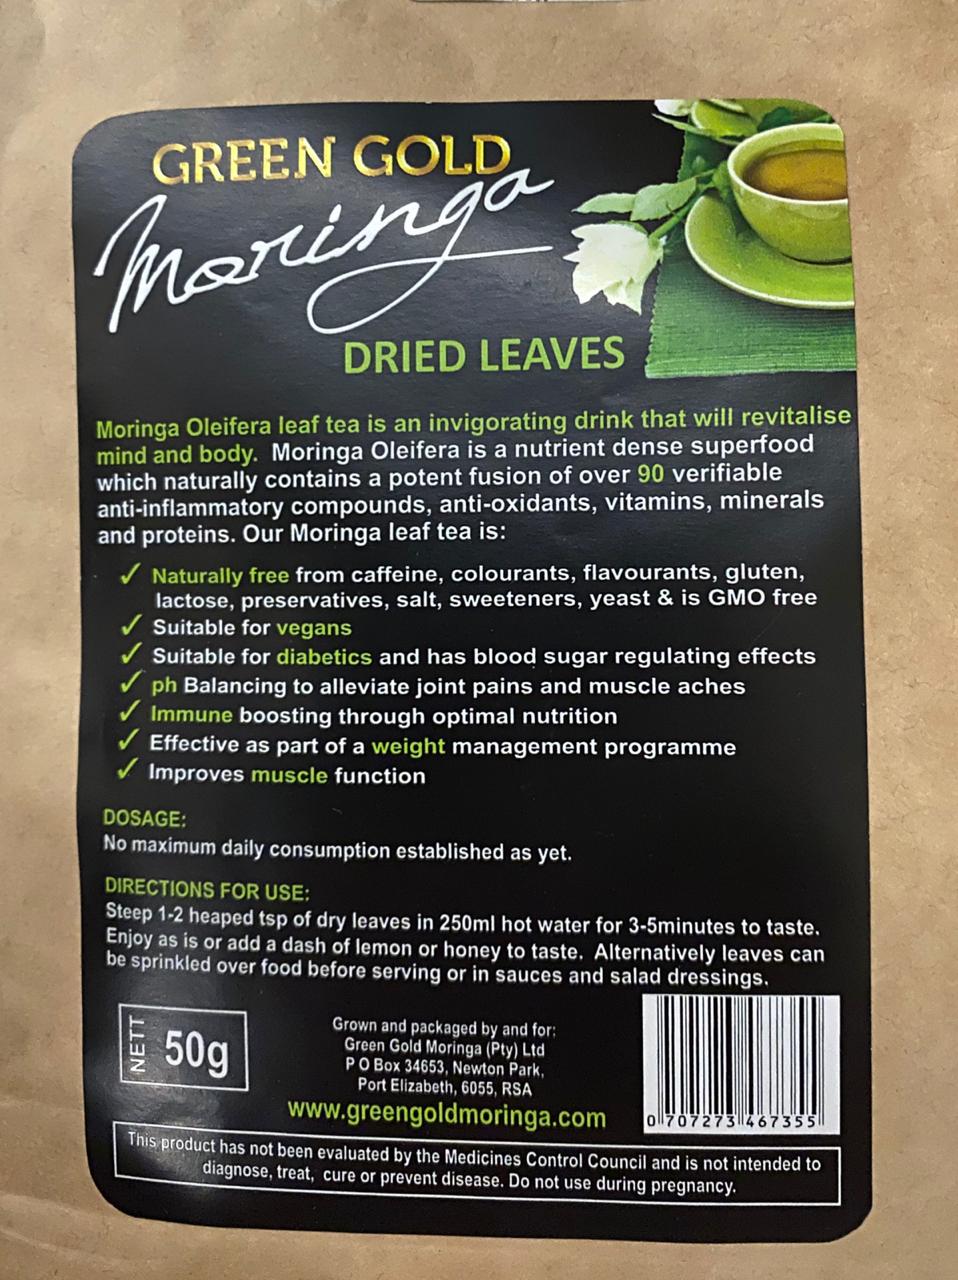 GREEN GOLD
Moringa
DRIED LEAVES
Moringa Oleifera leaf tea is an invigorating drink that will revitalise
mind and body. Moringa Oleifera is a nutrient dense superfood
which naturally contains a potent fusion of over 90 verifiable
anti-inflammatory compounds, anti-oxidants, vitamins, minerals
and proteins. Our Moringa leaf tea is:
✓ Naturally free from caffeine, colourants, flavourants, gluten,
lactose, preservatives, salt, sweeteners, yeast & is GMO free
✓ Suitable for vegans
✓ Suitable for diabetics and has blood sugar regulating effects
✓ ph Balancing to alleviate joint pains and muscle aches
✓ Immune boosting through optimal nutrition
✓ Effective as part of a weight management programme
✓ Improves muscle function
DOSAGE:
No maximum daily consumption established as yet.
DIRECTIONS FOR USE:
Steep 1-2 heaped tsp of dry leaves in 250ml hot water for 3-5minutes to taste.
Enjoy as is or add a dash of lemon or honey to taste. Alternatively leaves can
be sprinkled over food before serving or in sauces and salad dressings.
NETT 50g
Grown and packaged by and for:
Green Gold Moringa (Pty) Ltd
P O Box 34653, Newton Park,
Port Elizabeth, 6055, RSA
www.greengoldmoringa.com
0 707273 467355
This product has not been evaluated by the Medicines Control Council and is not intended to
diagnose, treat, cure or prevent disease. Do not use during pregnancy.